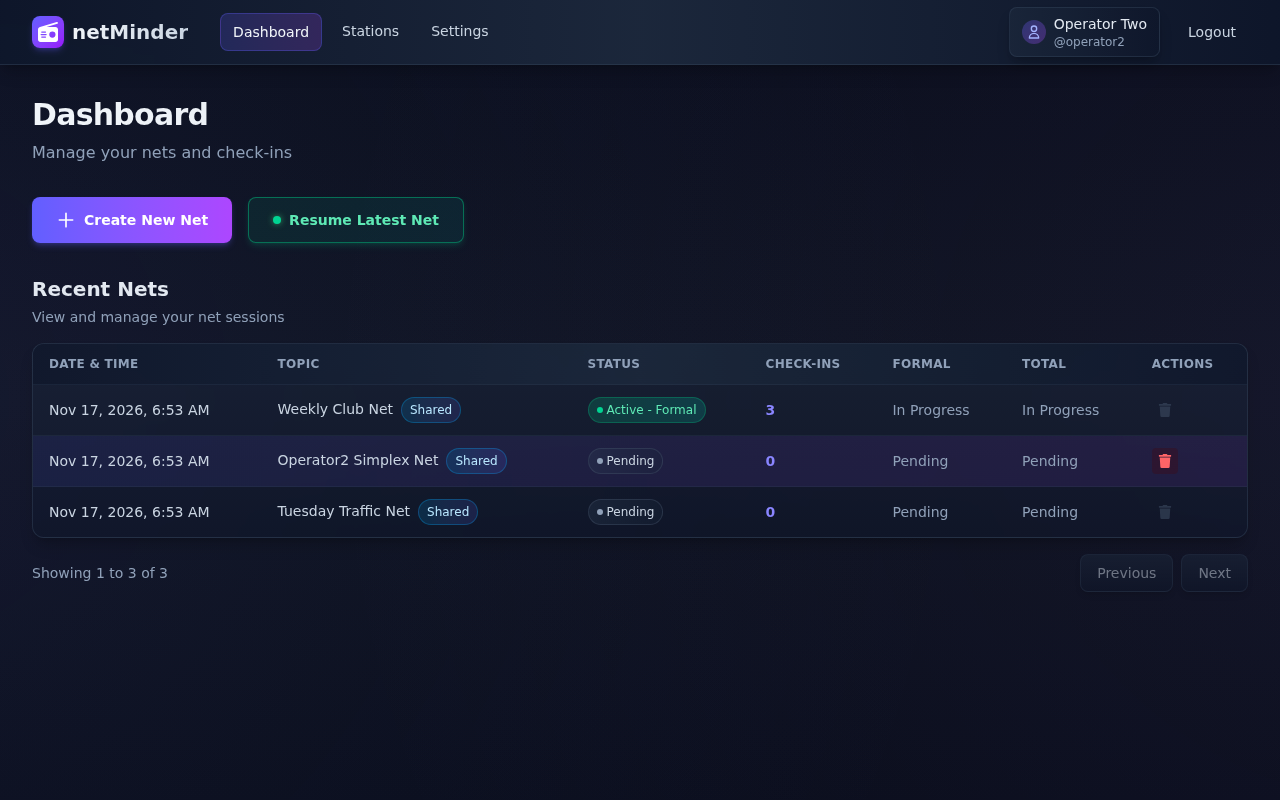 netMinder Dashboard Stations Settings Operator Two Logout
@operator2
Dashboard
Manage your nets and check-ins
Create New Net Resume Latest Net
Recent Nets
View and manage your net sessions
DATE & TIME TOPIC STATUS CHECK-INS FORMAL TOTAL ACTIONS
Nov 17, 2026, 6:53 AM Weekly Club Net Shared Active - Formal 3 In Progress In Progress
Nov 17, 2026, 6:53 AM Operator2 Simplex Net Shared Pending 0 Pending Pending
Nov 17, 2026, 6:53 AM Tuesday Traffic Net Shared Pending 0 Pending Pending
Showing 1 to 3 of 3 Previous Next